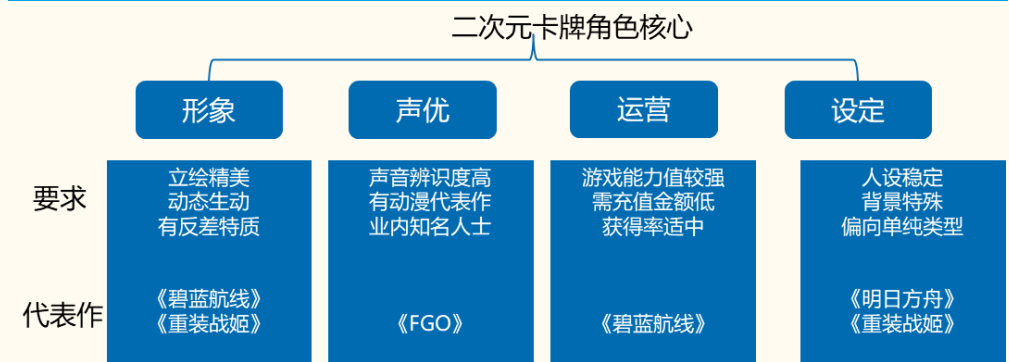 二次元卡牌角色核心
形象
声优
运营
设定
要求
立绘精美
动态生动
有反差特质
声音辨识度高
有动漫代表作
业内知名人士
游戏能力值较强
需充值金额低
获得率适中
人设稳定
背景特殊
偏向单纯类型
代表作
《碧蓝航线》
《重装战姬》
《FGO》
《碧蓝航线》
《明日方舟》
《重装战姬》